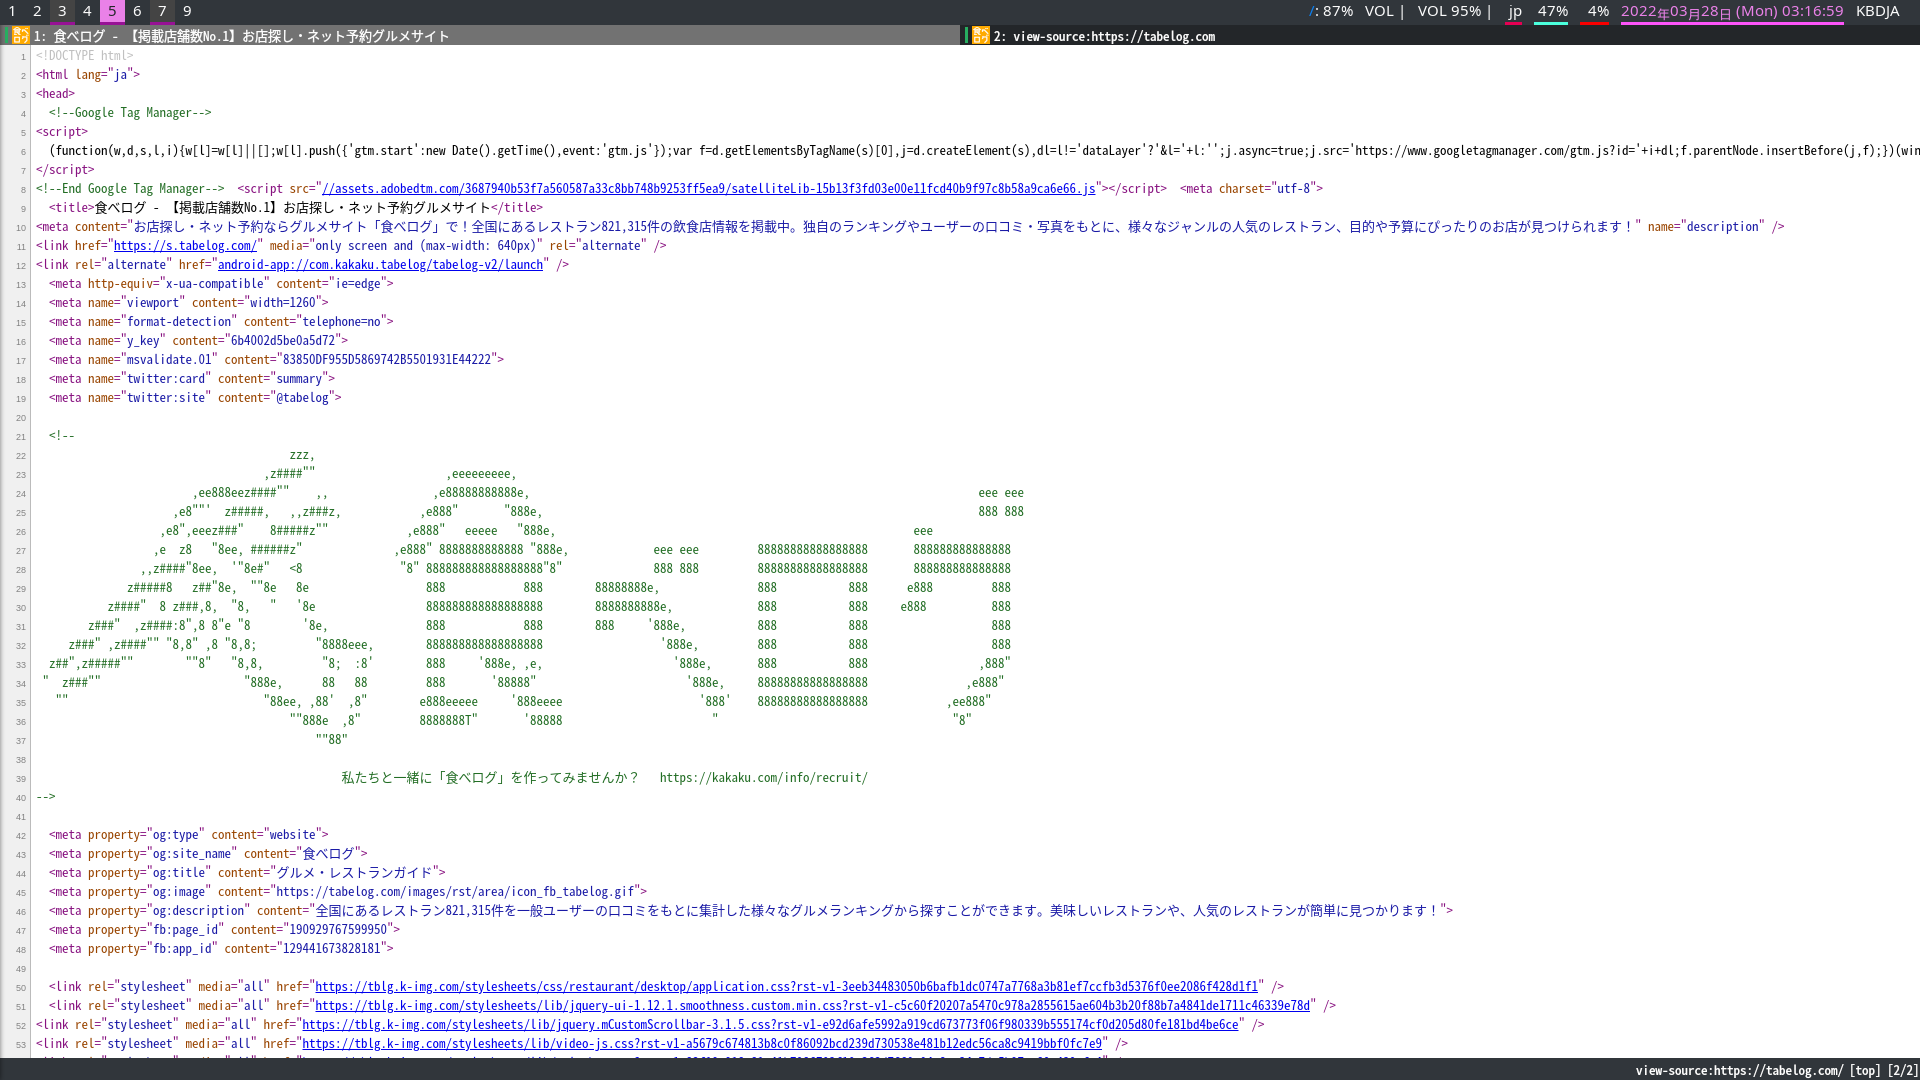 1 2 3 4 5 6 7 9 /: 87% VOL | VOL 95% | jp 47% 4% 2022年03月28日 (Mon) 03:16:59 KBDJA
1: 食べログ - 【掲載店舗数No.1】お店探し・ネット予約グルメサイト
2: view-source:https://tabelog.com
1 <!DOCTYPE html>
2 <html lang="ja">
3 <head>
4 <!--Google Tag Manager-->
5 <script>
6 (function(w,d,s,l,i){w[l]=w[l]||[];w[l].push({'gtm.start':new Date().getTime(),event:'gtm.js'});var f=d.getElementsByTagName(s)[0],j=d.createElement(s),dl=l!='dataLayer'?'&l='+l:'';j.async=true;j.src='https://www.googletagmanager.com/gtm.js?id='+i+dl;f.parentNode.insertBefore(j,f);})(win
7 </script>
8 <!--End Google Tag Manager--> <script src="//assets.adobedtm.com/3687940b53f7a560587a33c8bb748b9253ff5ea9/satelliteLib-15b13f3fd03e00e11fcd40b9f97c8b58a9ca6e66.js"></script> <meta charset="utf-8">
9 <title>食べログ - 【掲載店舗数No.1】お店探し・ネット予約グルメサイト</title>
10 <meta content="お店探し・ネット予約ならグルメサイト「食べログ」で！全国にあるレストラン821,315件の飲食店情報を掲載中。独自のランキングやユーザーの口コミ・写真をもとに、様々なジャンルの人気のレストラン、目的や予算にぴったりのお店が見つけられます！" name="description" />
11 <link href="https://s.tabelog.com/" media="only screen and (max-width: 640px)" rel="alternate" />
12 <link rel="alternate" href="android-app://com.kakaku.tabelog/tabelog-v2/launch" />
13 <meta http-equiv="x-ua-compatible" content="ie=edge">
14 <meta name="viewport" content="width=1260">
15 <meta name="format-detection" content="telephone=no">
16 <meta name="y_key" content="6b4002d5be0a5d72">
17 <meta name="msvalidate.01" content="83850DF955D5869742B5501931E44222">
18 <meta name="twitter:card" content="summary">
19 <meta name="twitter:site" content="@tabelog">
20
21 <!--
22 zzz,
23 ,z####"" ,eeeeeeeee,
24 ,ee888eez####"" ,, ,e88888888888e, eee eee
25 ,e8""' z#####, ,,z###z, ,e888" "888e, 888 888
26 ,e8",eeez###" 8#####z"" ,e888" eeeee "888e, eee
27 ,e z8 "8ee, ######z" ,e888" 8888888888888 "888e, eee eee 88888888888888888 888888888888888
28 ,,z####"8ee, '"8e#" <8 "8" 888888888888888888"8" 888 888 88888888888888888 888888888888888
29 z#####8 z##"8e, ""8e 8e 888 888 88888888e, 888 888 e888 888
30 z####" 8 z###,8, "8, " '8e 888888888888888888 8888888888e, 888 888 e888 888
31 z###" ,z####:8",8 8"e "8 '8e, 888 888 888 '888e, 888 888 888
32 z###" ,z####"" "8,8" ,8 "8,8; "8888eee, 888888888888888888 '888e, 888 888 888
33 z##",z#####"" ""8" "8,8, "8; :8' 888 '888e, ,e, '888e, 888 888 ,888"
34 " z###"" "888e, 88 88 888 '88888" '888e, 88888888888888888 ,e888"
35 "" "88ee, ,88' ,8" e888eeeee '888eeee '888' 88888888888888888 ,ee888"
36 ""888e ,8" 8888888T" '88888 " "8"
37 ""88"
38
39 私たちと一緒に「食べログ」を作ってみませんか？ https://kakaku.com/info/recruit/
40 -->
41
42 <meta property="og:type" content="website">
43 <meta property="og:site_name" content="食べログ">
44 <meta property="og:title" content="グルメ・レストランガイド">
45 <meta property="og:image" content="https://tabelog.com/images/rst/area/icon_fb_tabelog.gif">
46 <meta property="og:description" content="全国にあるレストラン821,315件を一般ユーザーの口コミをもとに集計した様々なグルメランキングから探すことができます。美味しいレストランや、人気のレストランが簡単に見つかります！">
47 <meta property="fb:page_id" content="190929767599950">
48 <meta property="fb:app_id" content="129441673828181">
49
50 <link rel="stylesheet" media="all" href="https://tblg.k-img.com/stylesheets/css/restaurant/desktop/application.css?rst-v1-3eeb34483050b6bafb1dc0747a7768a3b81ef7ccfb3d5376f0ee2086f428d1f1" />
51 <link rel="stylesheet" media="all" href="https://tblg.k-img.com/stylesheets/lib/jquery-ui-1.12.1.smoothness.custom.min.css?rst-v1-c5c60f20207a5470c978a2855615ae604b3b20f88b7a4841de1711c46339e78d" />
52 <link rel="stylesheet" media="all" href="https://tblg.k-img.com/stylesheets/lib/jquery.mCustomScrollbar-3.1.5.css?rst-v1-e92d6afe5992a919cd673773f06f980339b555174cf0d205d80fe181bd4be6ce" />
53 <link rel="stylesheet" media="all" href="https://tblg.k-img.com/stylesheets/lib/video-js.css?rst-v1-a5679c674813b8c0f86092bcd239d730538e481b12edc56ca8c9419bbf0fc7e9" />
view-source:https://tabelog.com/ [top] [2/2]